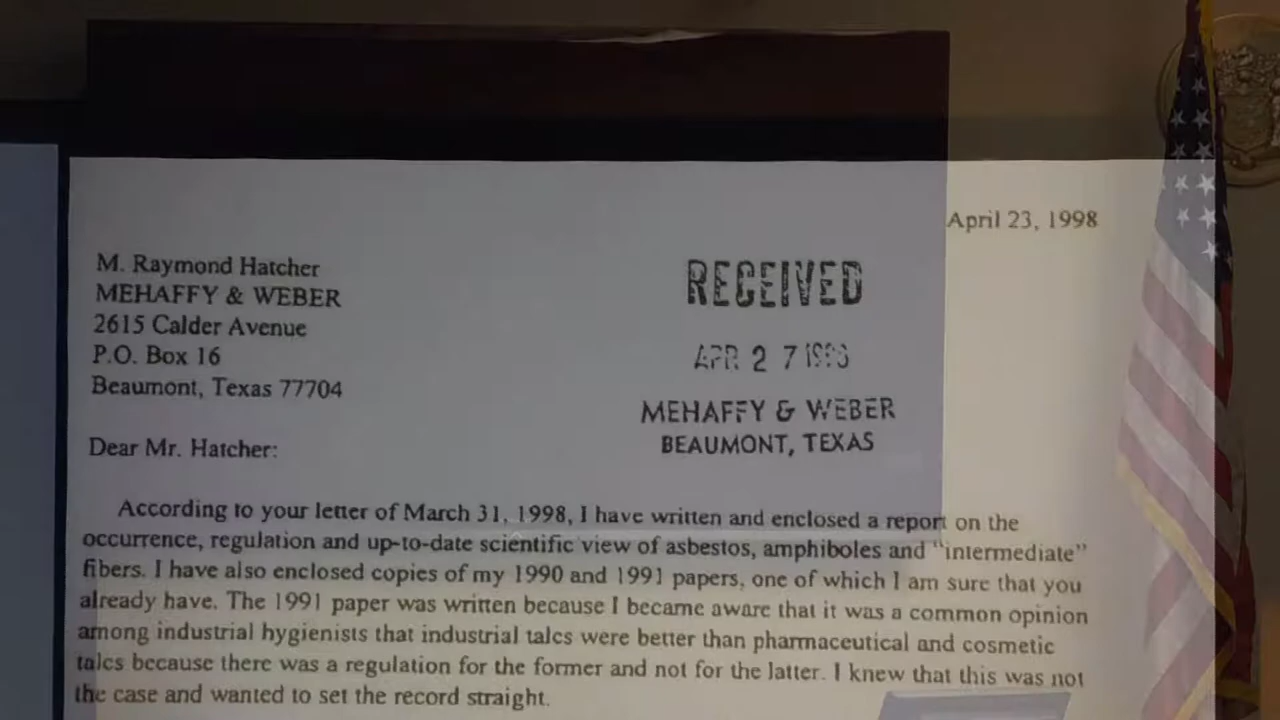 April 23, 1998
M. Raymond Hatcher
MEHAFFY & WEBER
2615 Calder Avenue
P.O. Box 16
Beaumont, Texas 77704
RECEIVED
APR 2 7 1998
MEHAFFY & WEBER
BEAUMONT, TEXAS
Dear Mr. Hatcher:
According to your letter of March 31, 1998, I have written and enclosed a report on the
occurrence, regulation and up-to-date scientific view of asbestos, amphiboles and “intermediate”
fibers. I have also enclosed copies of my 1990 and 1991 papers, one of which I am sure that you
already have. The 1991 paper was written because I became aware that it was a common opinion
among industrial hygienists that industrial talcs were better than pharmaceutical and cosmetic
talcs because there was a regulation for the former and not for the latter. I knew that this was not
the case and wanted to set the record straight.